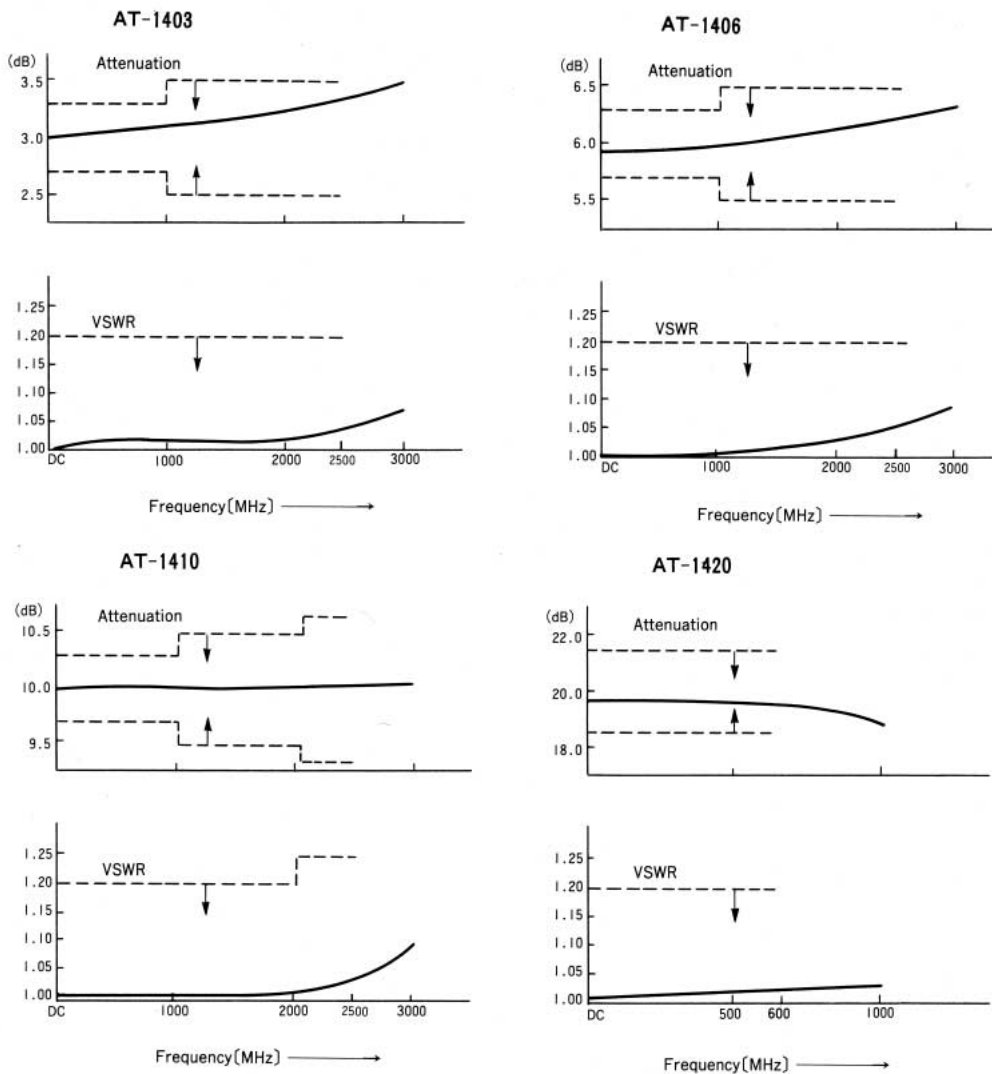 AT-1403
(dB)
Attenuation
3.5
3.0
2.5
1.25
VSWR
1.20
1.15
1.10
1.05
1.00
DC 1000 2000 2500 3000
Frequency[MHz]
AT-1406
(dB)
Attenuation
6.5
6.0
5.5
1.25
VSWR
1.20
1.15
1.10
1.05
1.00
DC 1000 2000 2500 3000
Frequency[MHz]
AT-1410
(dB)
Attenuation
10.5
10.0
9.5
1.25
VSWR
1.20
1.15
1.10
1.05
1.00
DC 1000 2000 2500 3000
Frequency[MHz]
AT-1420
(dB)
Attenuation
22.0
20.0
18.0
1.25
VSWR
1.20
1.15
1.10
1.05
1.00
DC 500 600 1000
Frequency[MHz]